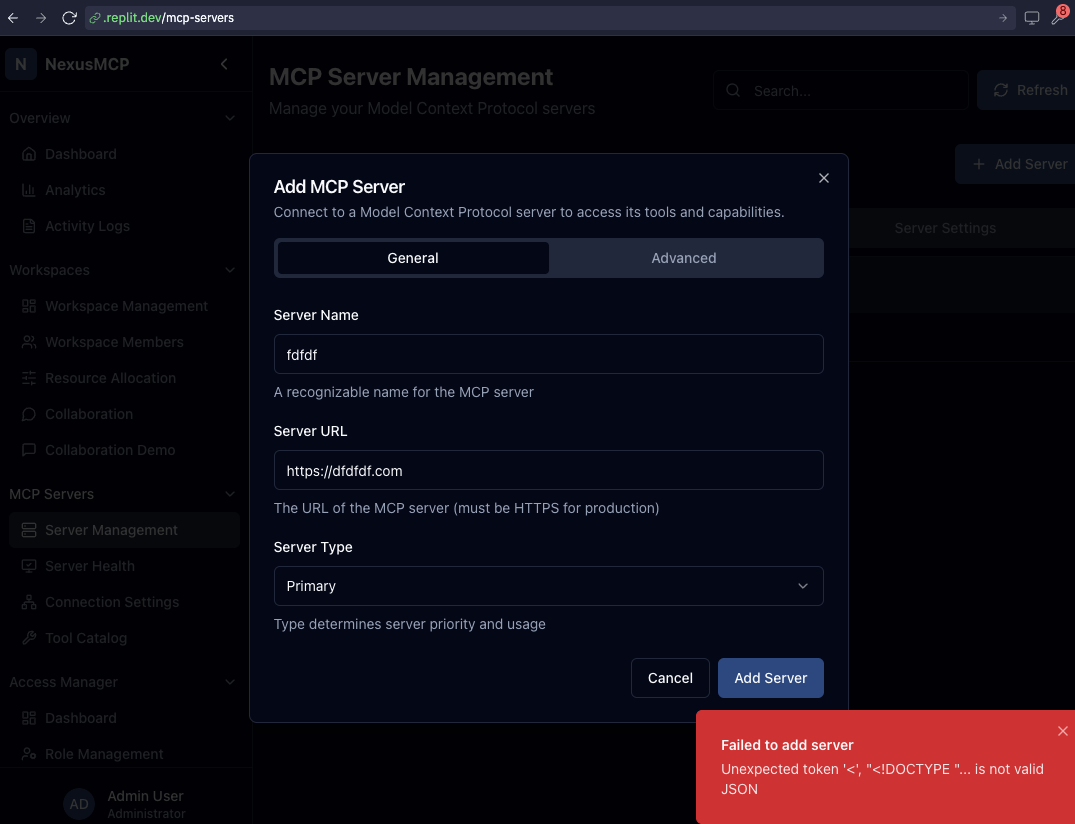 .replit.dev/mcp-servers
8
N NexusMCP
Overview
Dashboard
Analytics
Activity Logs
Workspaces
Workspace Management
Workspace Members
Resource Allocation
Collaboration
Collaboration Demo
MCP Servers
Server Management
Server Health
Connection Settings
Tool Catalog
Access Manager
Dashboard
Role Management
AD
Admin User
Administrator
MCP Server Management
Manage your Model Context Protocol servers
Search...
Refresh
Add Server
Server Settings
Add MCP Server
Connect to a Model Context Protocol server to access its tools and capabilities.
General Advanced
Server Name
fdfdf
A recognizable name for the MCP server
Server URL
https://dfdfdf.com
The URL of the MCP server (must be HTTPS for production)
Server Type
Primary
Type determines server priority and usage
Cancel Add Server
Failed to add server
Unexpected token '<', "<!DOCTYPE "... is not valid
JSON